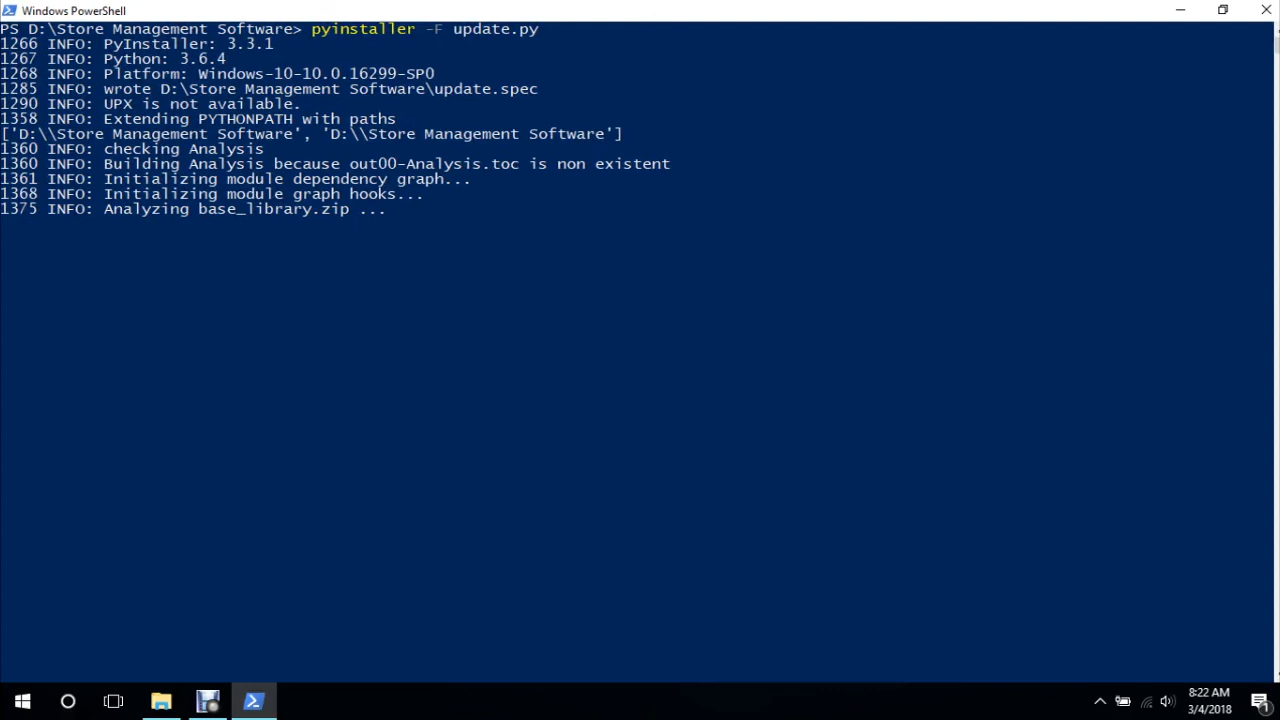 Windows PowerShell
PS D:\Store Management Software> pyinstaller -F update.py
1266 INFO: PyInstaller: 3.3.1
1267 INFO: Python: 3.6.4
1268 INFO: Platform: Windows-10-10.0.16299-SP0
1285 INFO: wrote D:\Store Management Software\update.spec
1290 INFO: UPX is not available.
1358 INFO: Extending PYTHONPATH with paths
['D:\\Store Management Software', 'D:\\Store Management Software']
1360 INFO: checking Analysis
1360 INFO: Building Analysis because out00-Analysis.toc is non existent
1361 INFO: Initializing module dependency graph...
1368 INFO: Initializing module graph hooks...
1375 INFO: Analyzing base_library.zip ...
8:22 AM
3/4/2018
1